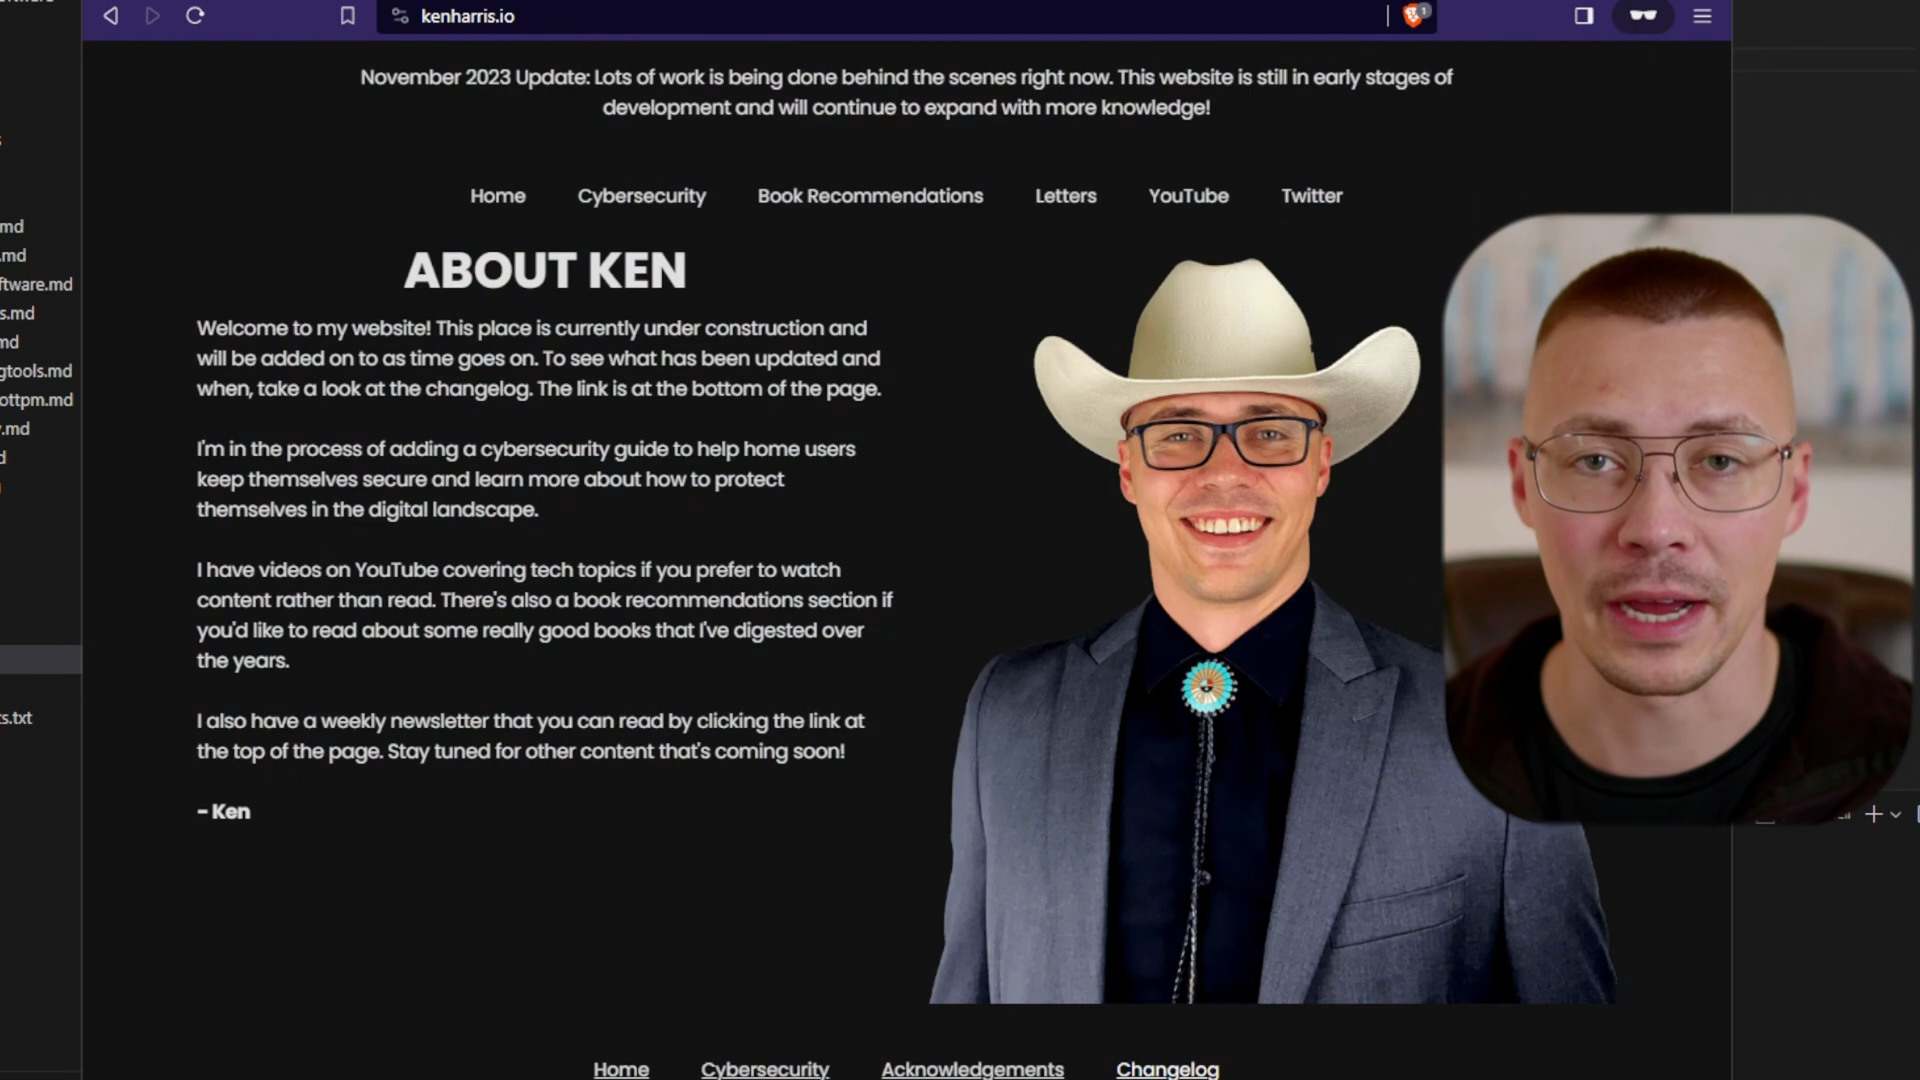 kenharris.io
1
November 2023 Update: Lots of work is being done behind the scenes right now. This website is still in early stages of
development and will continue to expand with more knowledge!
Home Cybersecurity Book Recommendations Letters YouTube Twitter
ABOUT KEN
Welcome to my website! This place is currently under construction and
will be added on to as time goes on. To see what has been updated and
when, take a look at the changelog. The link is at the bottom of the page.
I'm in the process of adding a cybersecurity guide to help home users
keep themselves secure and learn more about how to protect
themselves in the digital landscape.
I have videos on YouTube covering tech topics if you prefer to watch
content rather than read. There's also a book recommendations section if
you'd like to read about some really good books that I've digested over
the years.
I also have a weekly newsletter that you can read by clicking the link at
the top of the page. Stay tuned for other content that's coming soon!
- Ken
Home Cybersecurity Acknowledgements Changelog
md
.md
ftware.md
s.md
md
gtools.md
ottpm.md
.md
s.txt